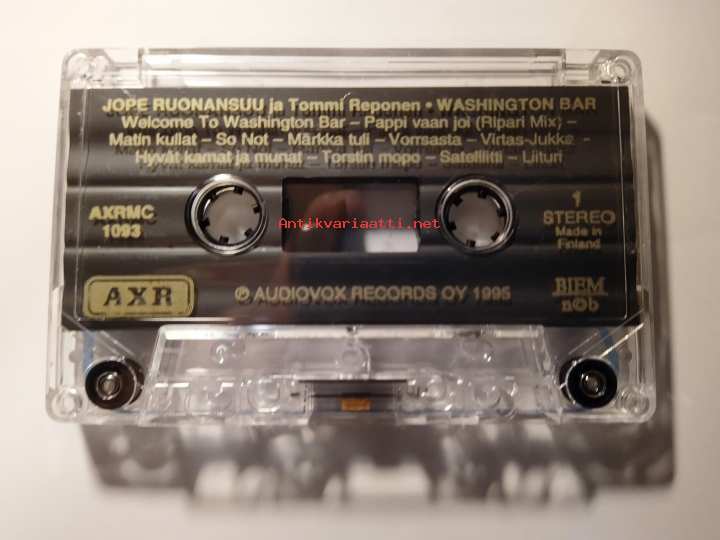 JOPE RUONANSUU ja Tommi Reponen • WASHINGTON BAR
Welcome To Washington Bar – Pappi vaan joi (Ripari Mix) –
Matin kullat – So Not – Märkka tuli – Vorrsasta – Virtas-Jukka –
Hyvät kamat ja munat – Torstin mopo – Satelliitti – Liituri
AXRMC
1093
Antikvariaatti.net
1
STEREO
Made in
Finland
AXR
℗ AUDIOVOX RECORDS OY 1995
BIEM
n©b